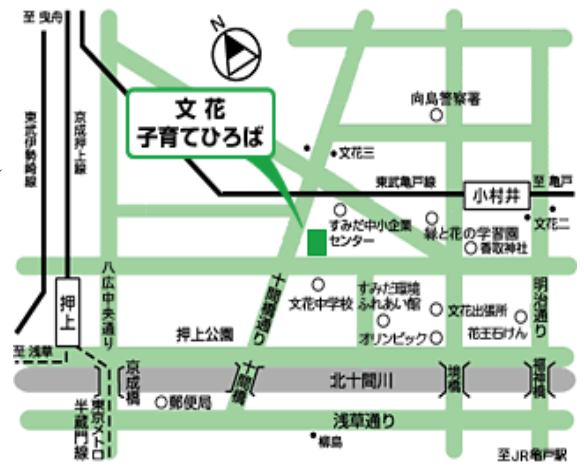 至 曳舟
N
文花
子育てひろば
向島警察署
文花三
東武伊勢崎線
京成押上線
東武亀戸線
小村井
至 亀戸
文花二
すみだ中小企業
センター
緑と花の学習園
香取神社
八広中央通り
十間橋通り
明治通り
文花中学校
すみだ環境
ふれあい館
文花出張所
オリンピック
花王石けん
押上
押上公園
至 浅草
京成橋
十間橋
北十間川
境橋
福神橋
東京メトロ
半蔵門線
郵便局
浅草通り
柳島
至JR亀戸駅